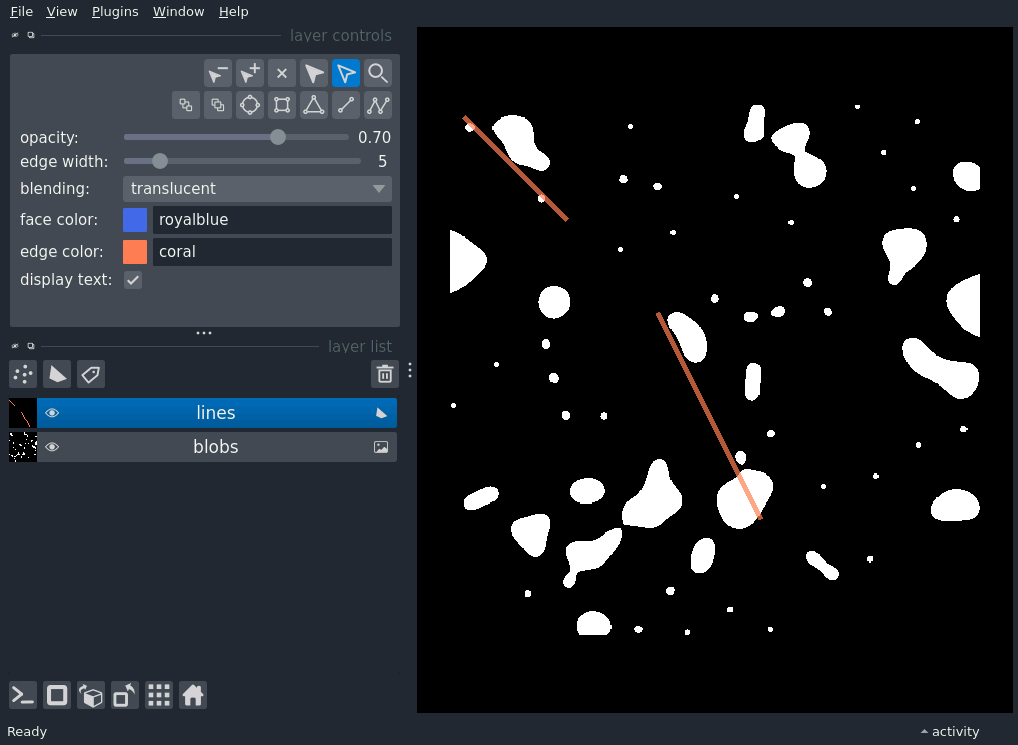 File View Plugins Window Help
layer controls
opacity: 0.70
edge width: 5
blending: translucent
face color: royalblue
edge color: coral
display text:
layer list
lines
blobs
Ready activity